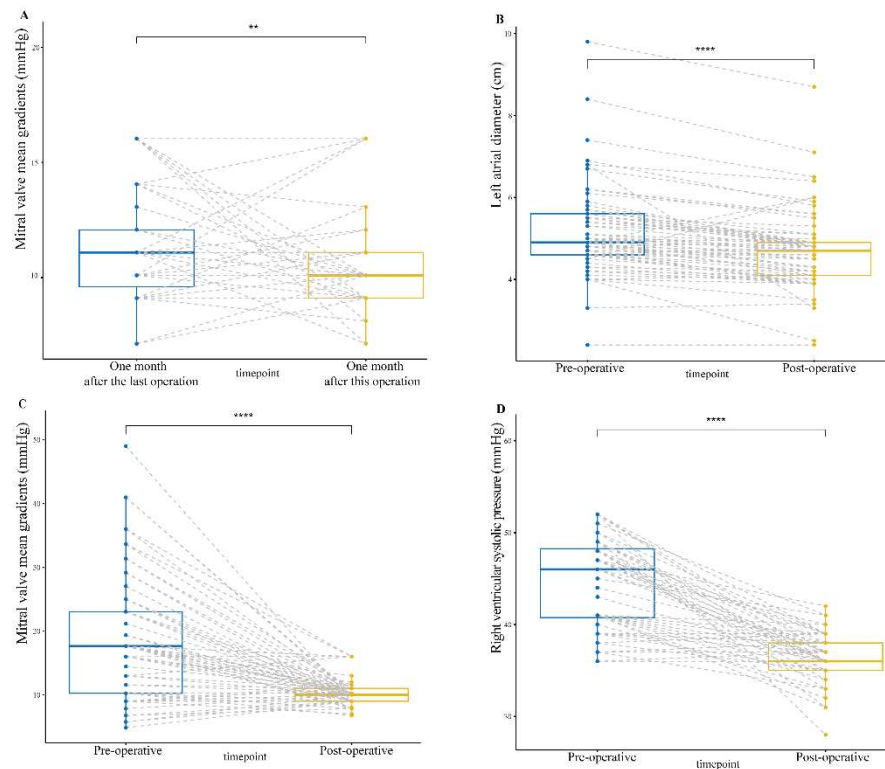 A
**
Mitral valve mean gradients (mmHg)
20
15
10
One month
after the last operation
timepoint
One month
after this operation
B
****
Left atrial diameter (cm)
10
8
6
4
Pre-operative
timepoint
Post-operative
C
****
Mitral valve mean gradients (mmHg)
50
40
30
20
10
Pre-operative
timepoint
Post-operative
D
****
Right ventricular systolic pressure (mmHg)
60
50
40
30
Pre-operative
timepoint
Post-operative